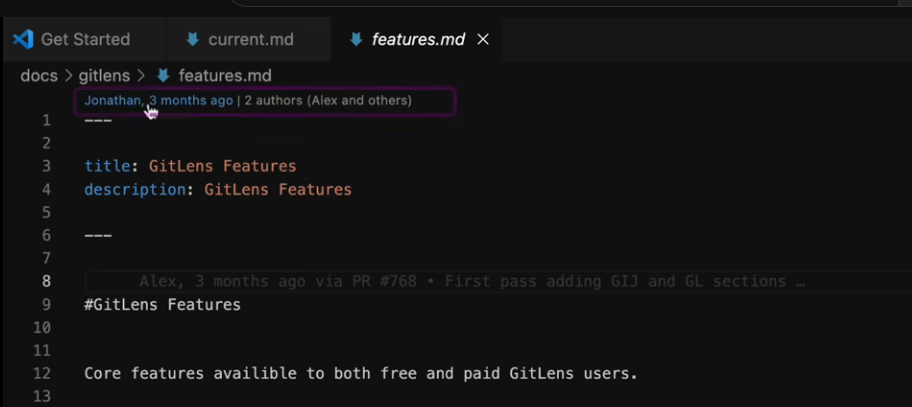 Get Started current.md features.md
docs > gitlens > features.md
Jonathan, 3 months ago | 2 authors (Alex and others)
1 ---
2
3 title: GitLens Features
4 description: GitLens Features
5
6 ---
7
8 Alex, 3 months ago via PR #768 • First pass adding GIJ and GL sections …
9 #GitLens Features
10
11
12 Core features availible to both free and paid GitLens users.
13